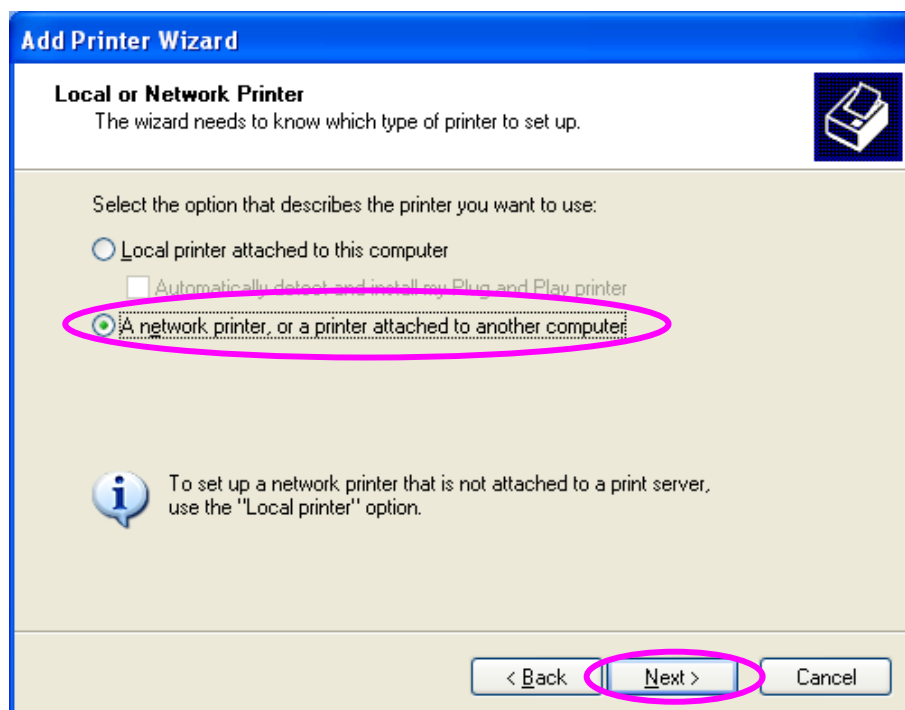 Add Printer Wizard
Local or Network Printer
The wizard needs to know which type of printer to set up.
Select the option that describes the printer you want to use:
Local printer attached to this computer
Automatically detect and install my Plug and Play printer
A network printer, or a printer attached to another computer
To set up a network printer that is not attached to a print server,
use the "Local printer" option.
< Back Next > Cancel